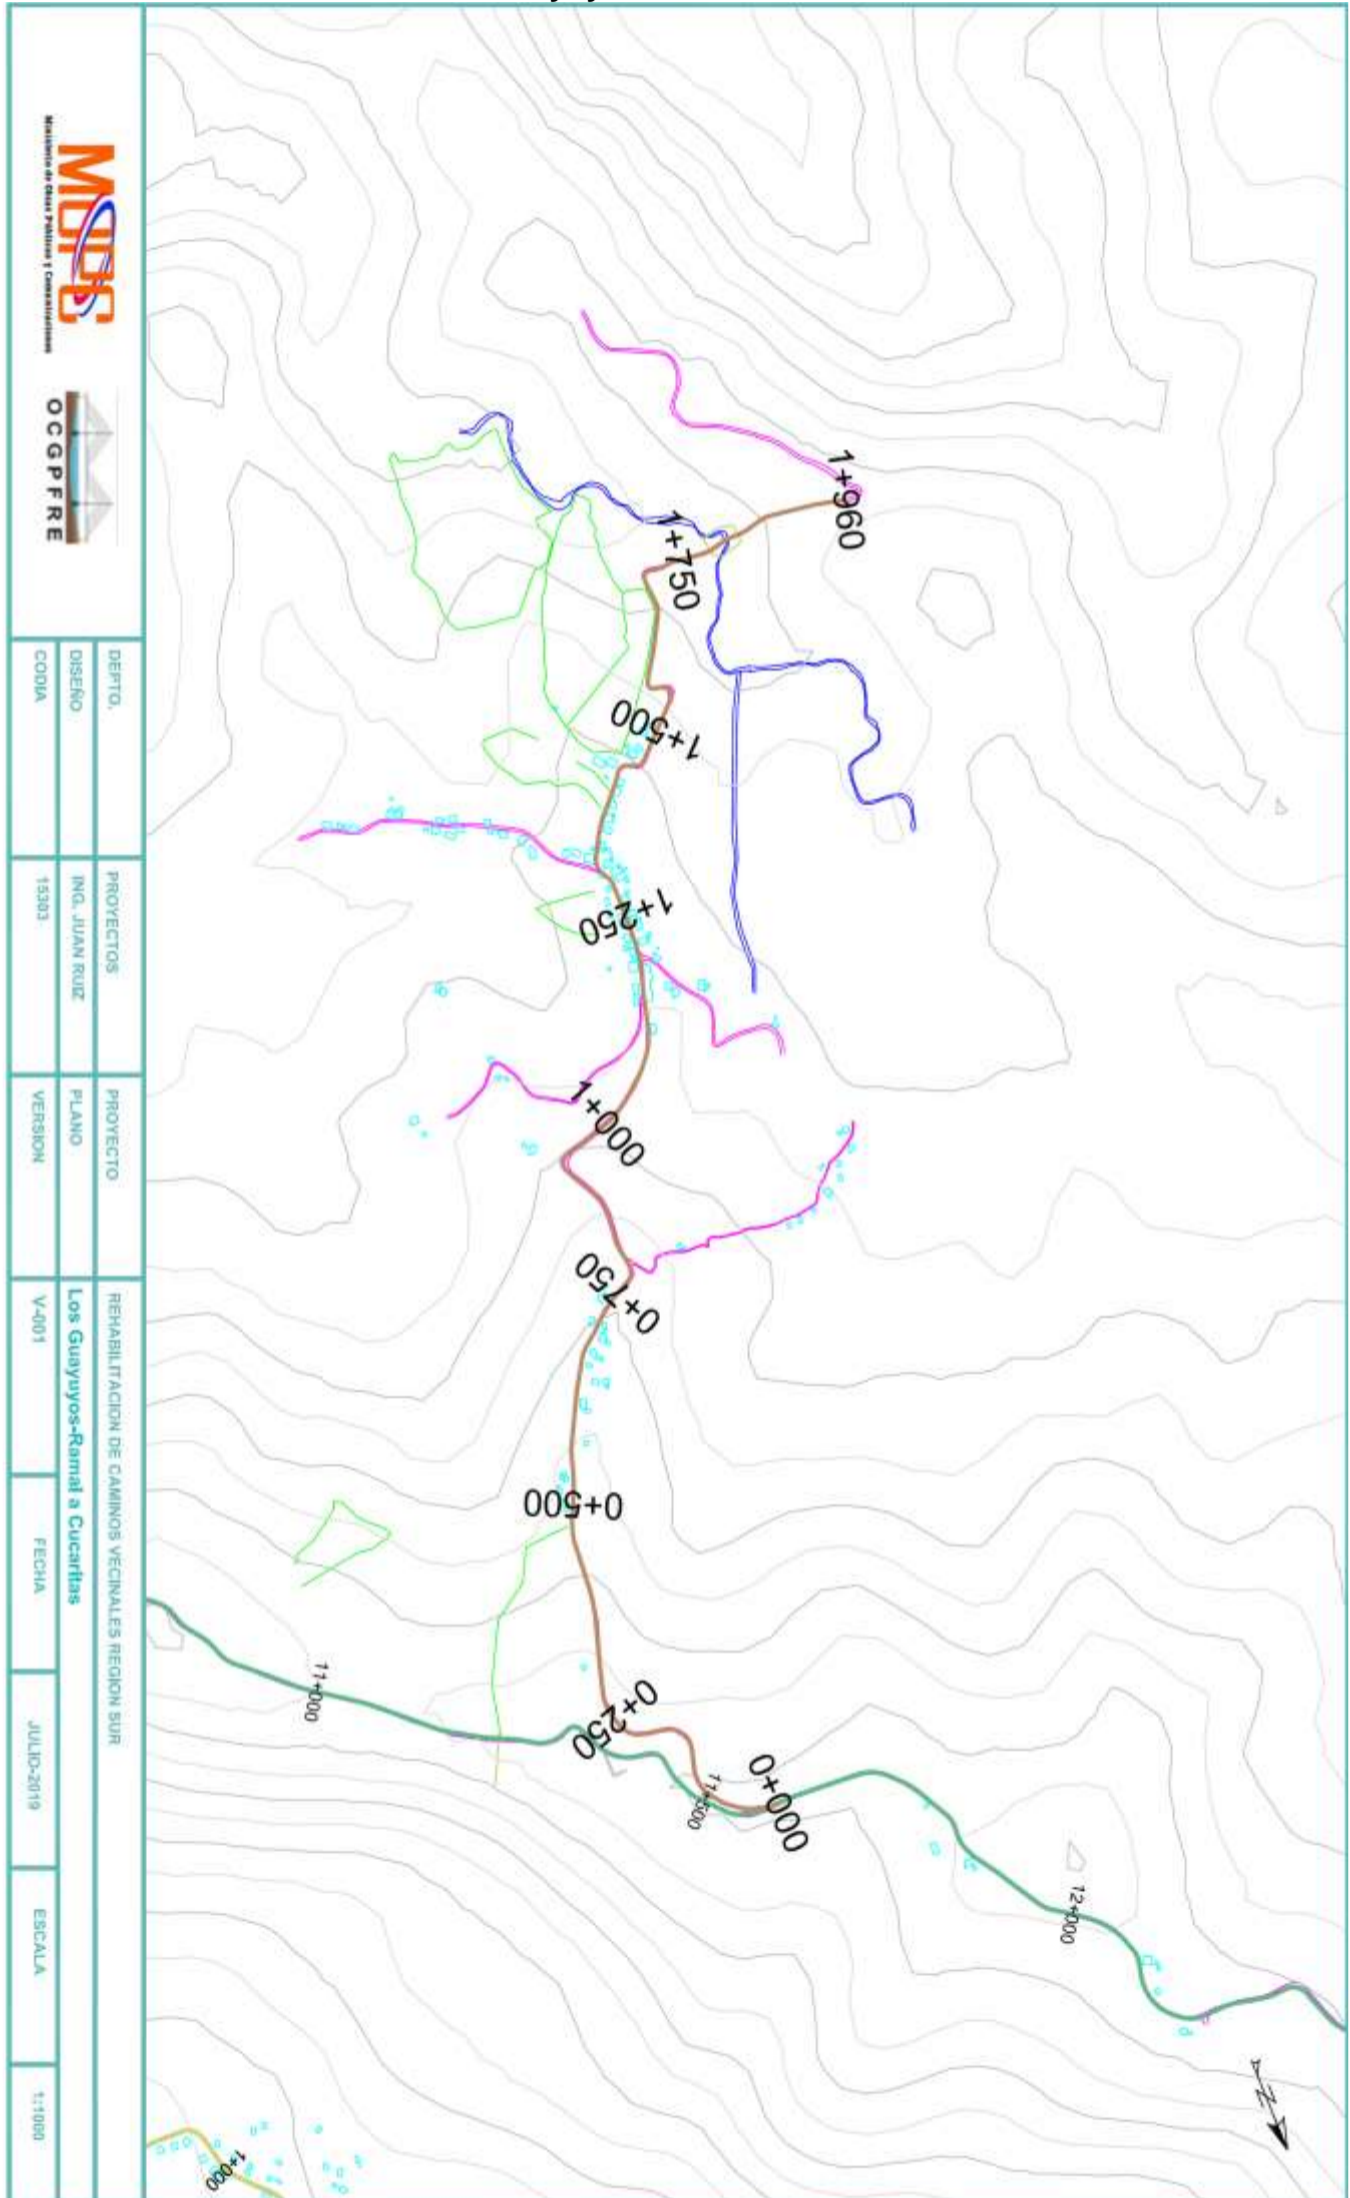 MOPC
Ministerio de Obras Públicas y Comunicaciones
OCGPFRE
DEPTO.
PROYECTOS
PROYECTO
REHABILITACION DE CAMINOS VECINALES REGION SUR
DISEÑO
ING. JUAN RUIZ
PLANO
Los Guayuyos-Ramal a Cucaritas
CODIA
15303
VERSION
V-001
FECHA
JULIO-2019
ESCALA
1:1000
1+960
1+750
1+500
1+250
1+000
0+750
0+500
0+250
0+000
11+000
11+500
12+000
1+000
N